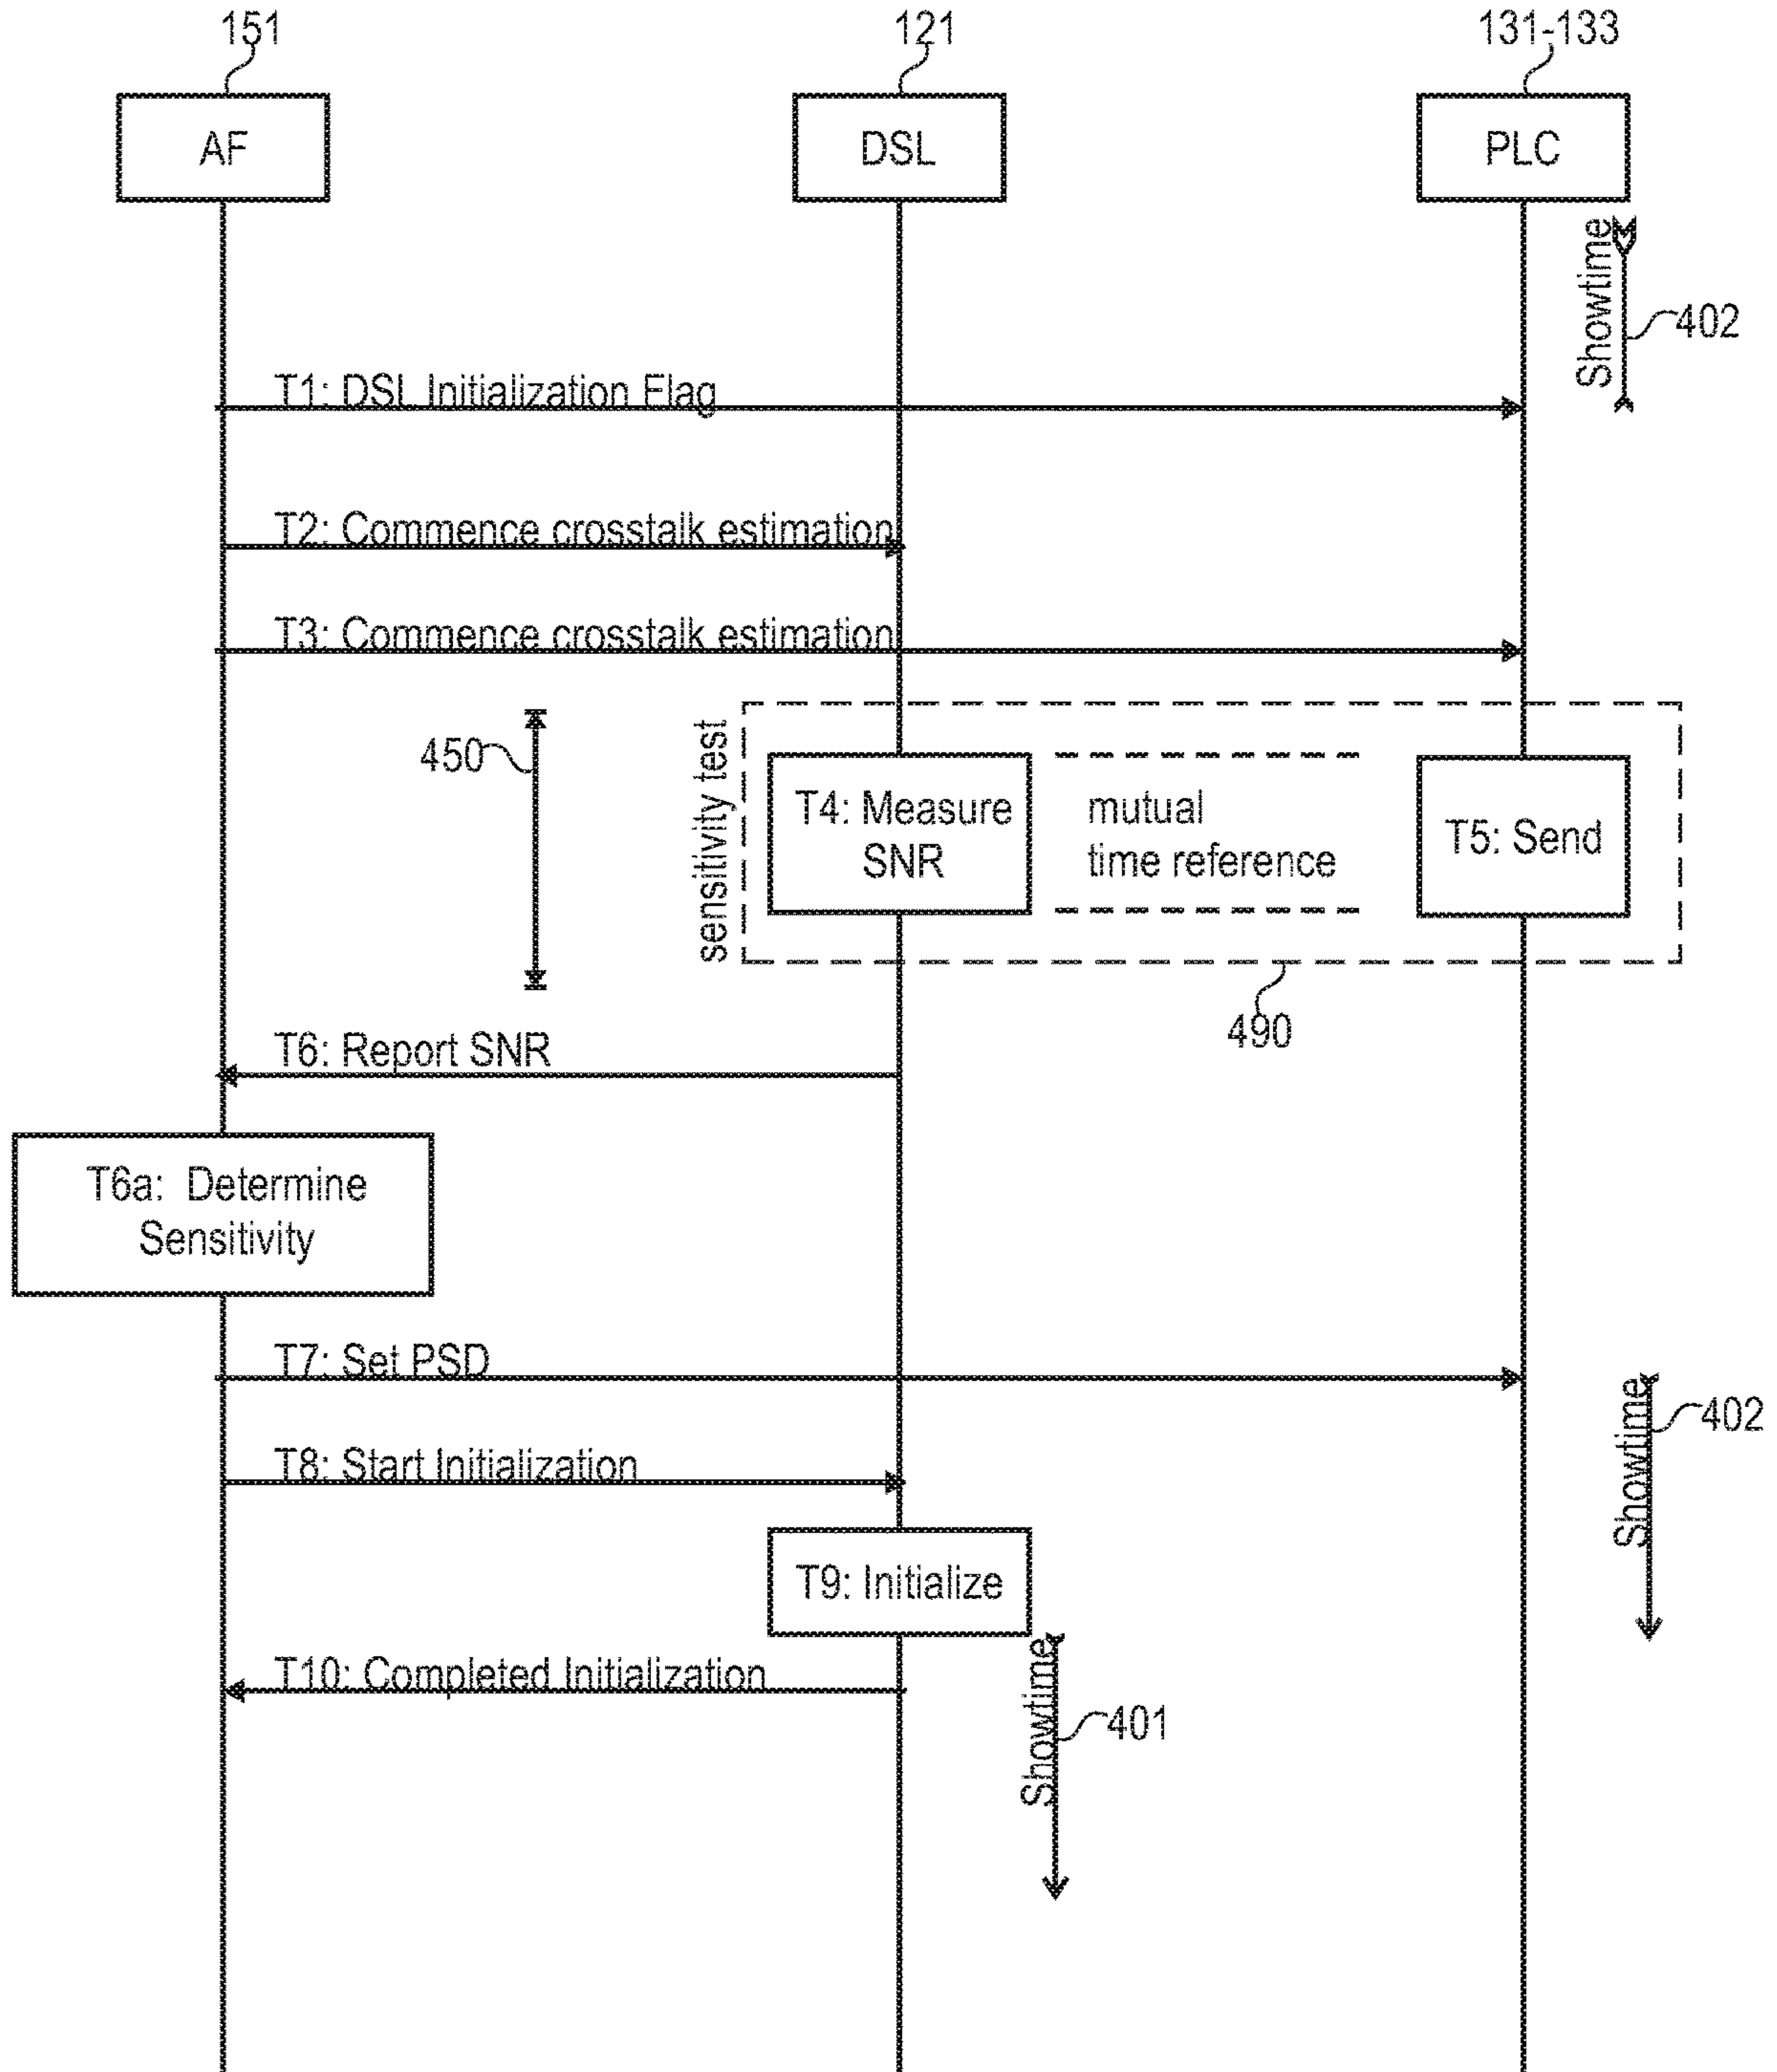 151
121
131-133
AF
DSL
PLC
Showtime
402
T1: DSL Initialization Flag
T2: Commence crosstalk estimation
T3: Commence crosstalk estimation
450
sensitivity test
T4: Measure
SNR
mutual
time reference
T5: Send
490
T6: Report SNR
T6a: Determine
Sensitivity
T7: Set PSD
Showtime
402
T8: Start Initialization
T9: Initialize
T10: Completed Initialization
Showtime
401